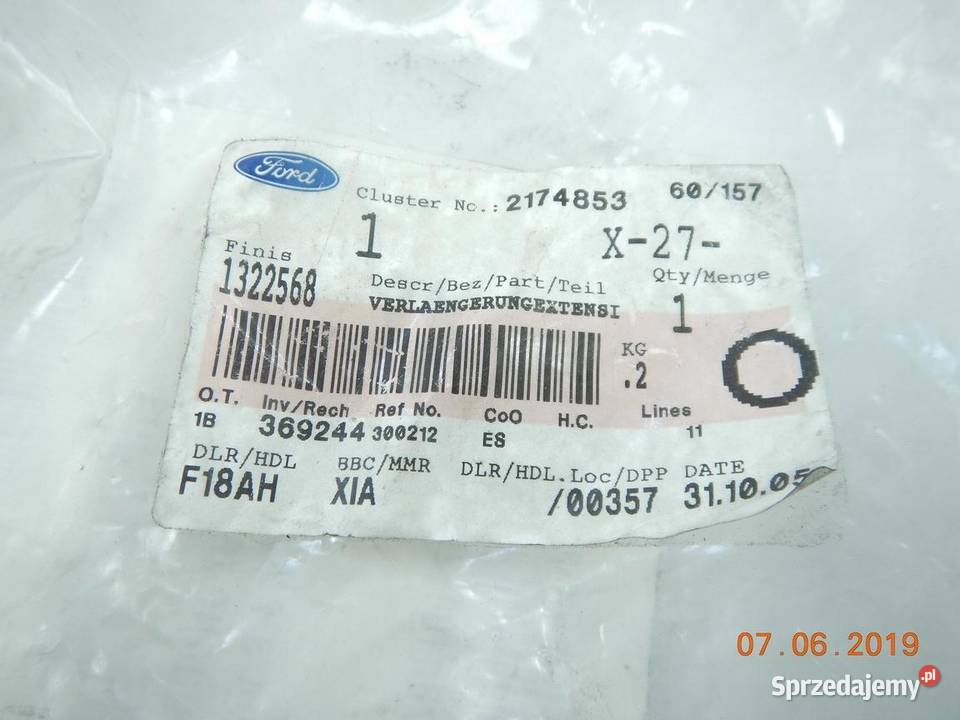 Ford
Cluster No.: 2174853 60/157
1 X-27-
Finis
1322568
Descr/Bez/Part/Teil Qty/Menge
VERLAENGERUNGEXTENSI 1
KG
.2
O.T. Inv/Rech Ref No. CoO H.C. Lines
1B 369244 300212 ES 11
DLR/HDL BBC/MMR DLR/HDL.Loc/DPP DATE
F18AH XIA /00357 31.10.05
07.06.2019
Sprzedajemy.pl